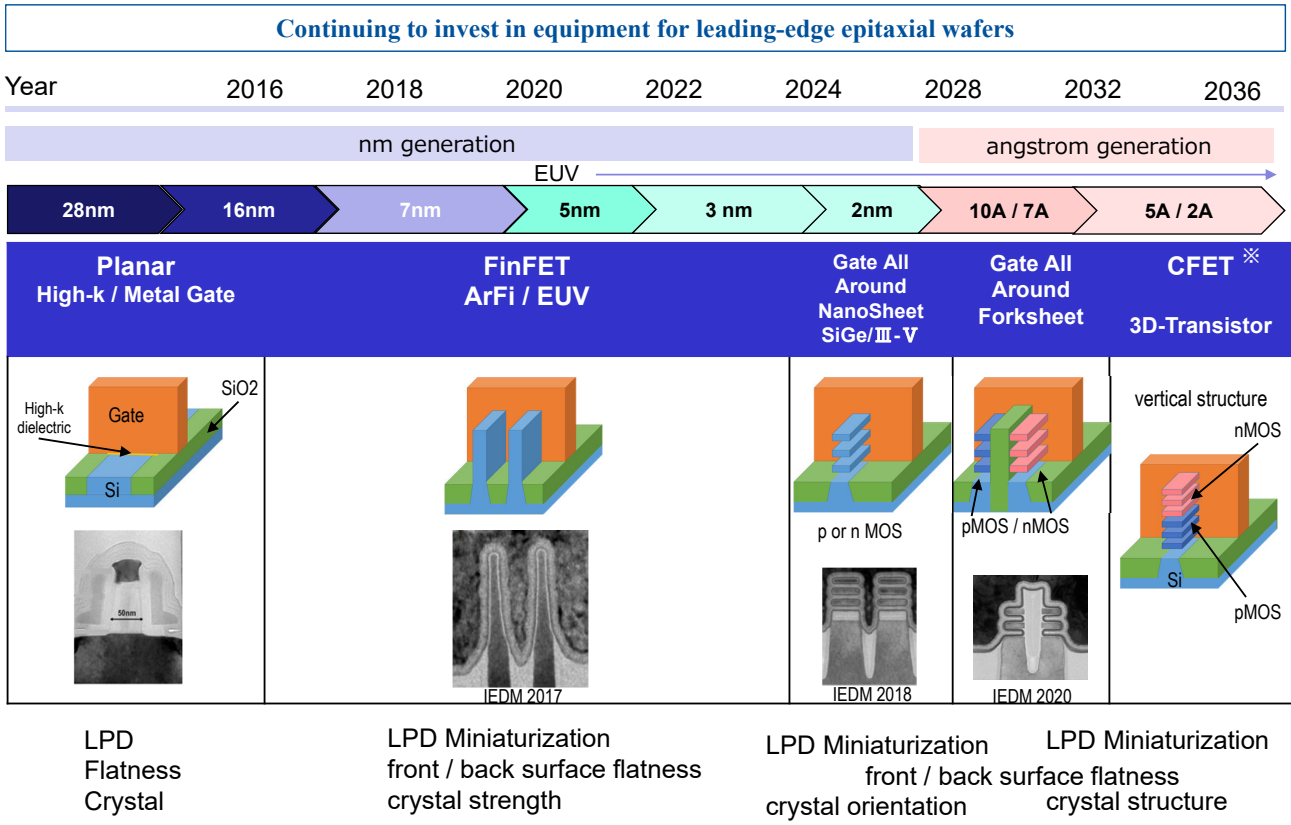 Continuing to invest in equipment for leading-edge epitaxial wafers
Year 2016 2018 2020 2022 2024 2028 2032 2036
nm generation angstrom generation
EUV
28nm 16nm 7nm 5nm 3 nm 2nm 10A / 7A 5A / 2A
Planar
High-k / Metal Gate
FinFET
ArFi / EUV
Gate All
Around
NanoSheet
SiGe/Ⅲ-Ⅴ
Gate All
Around
Forksheet
CFET ※
3D-Transistor
High-k
dielectric
Gate
SiO2
Si
50nm
IEDM 2017
p or n MOS
IEDM 2018
pMOS / nMOS
IEDM 2020
vertical structure
nMOS
Si
pMOS
LPD
Flatness
Crystal
LPD Miniaturization
front / back surface flatness
crystal strength
LPD Miniaturization LPD Miniaturization
front / back surface flatness
crystal orientation crystal structure